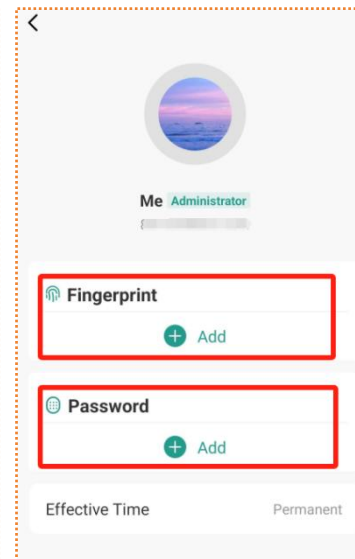 Me Administrator
Fingerprint
Add
Password
Add
Effective Time Permanent